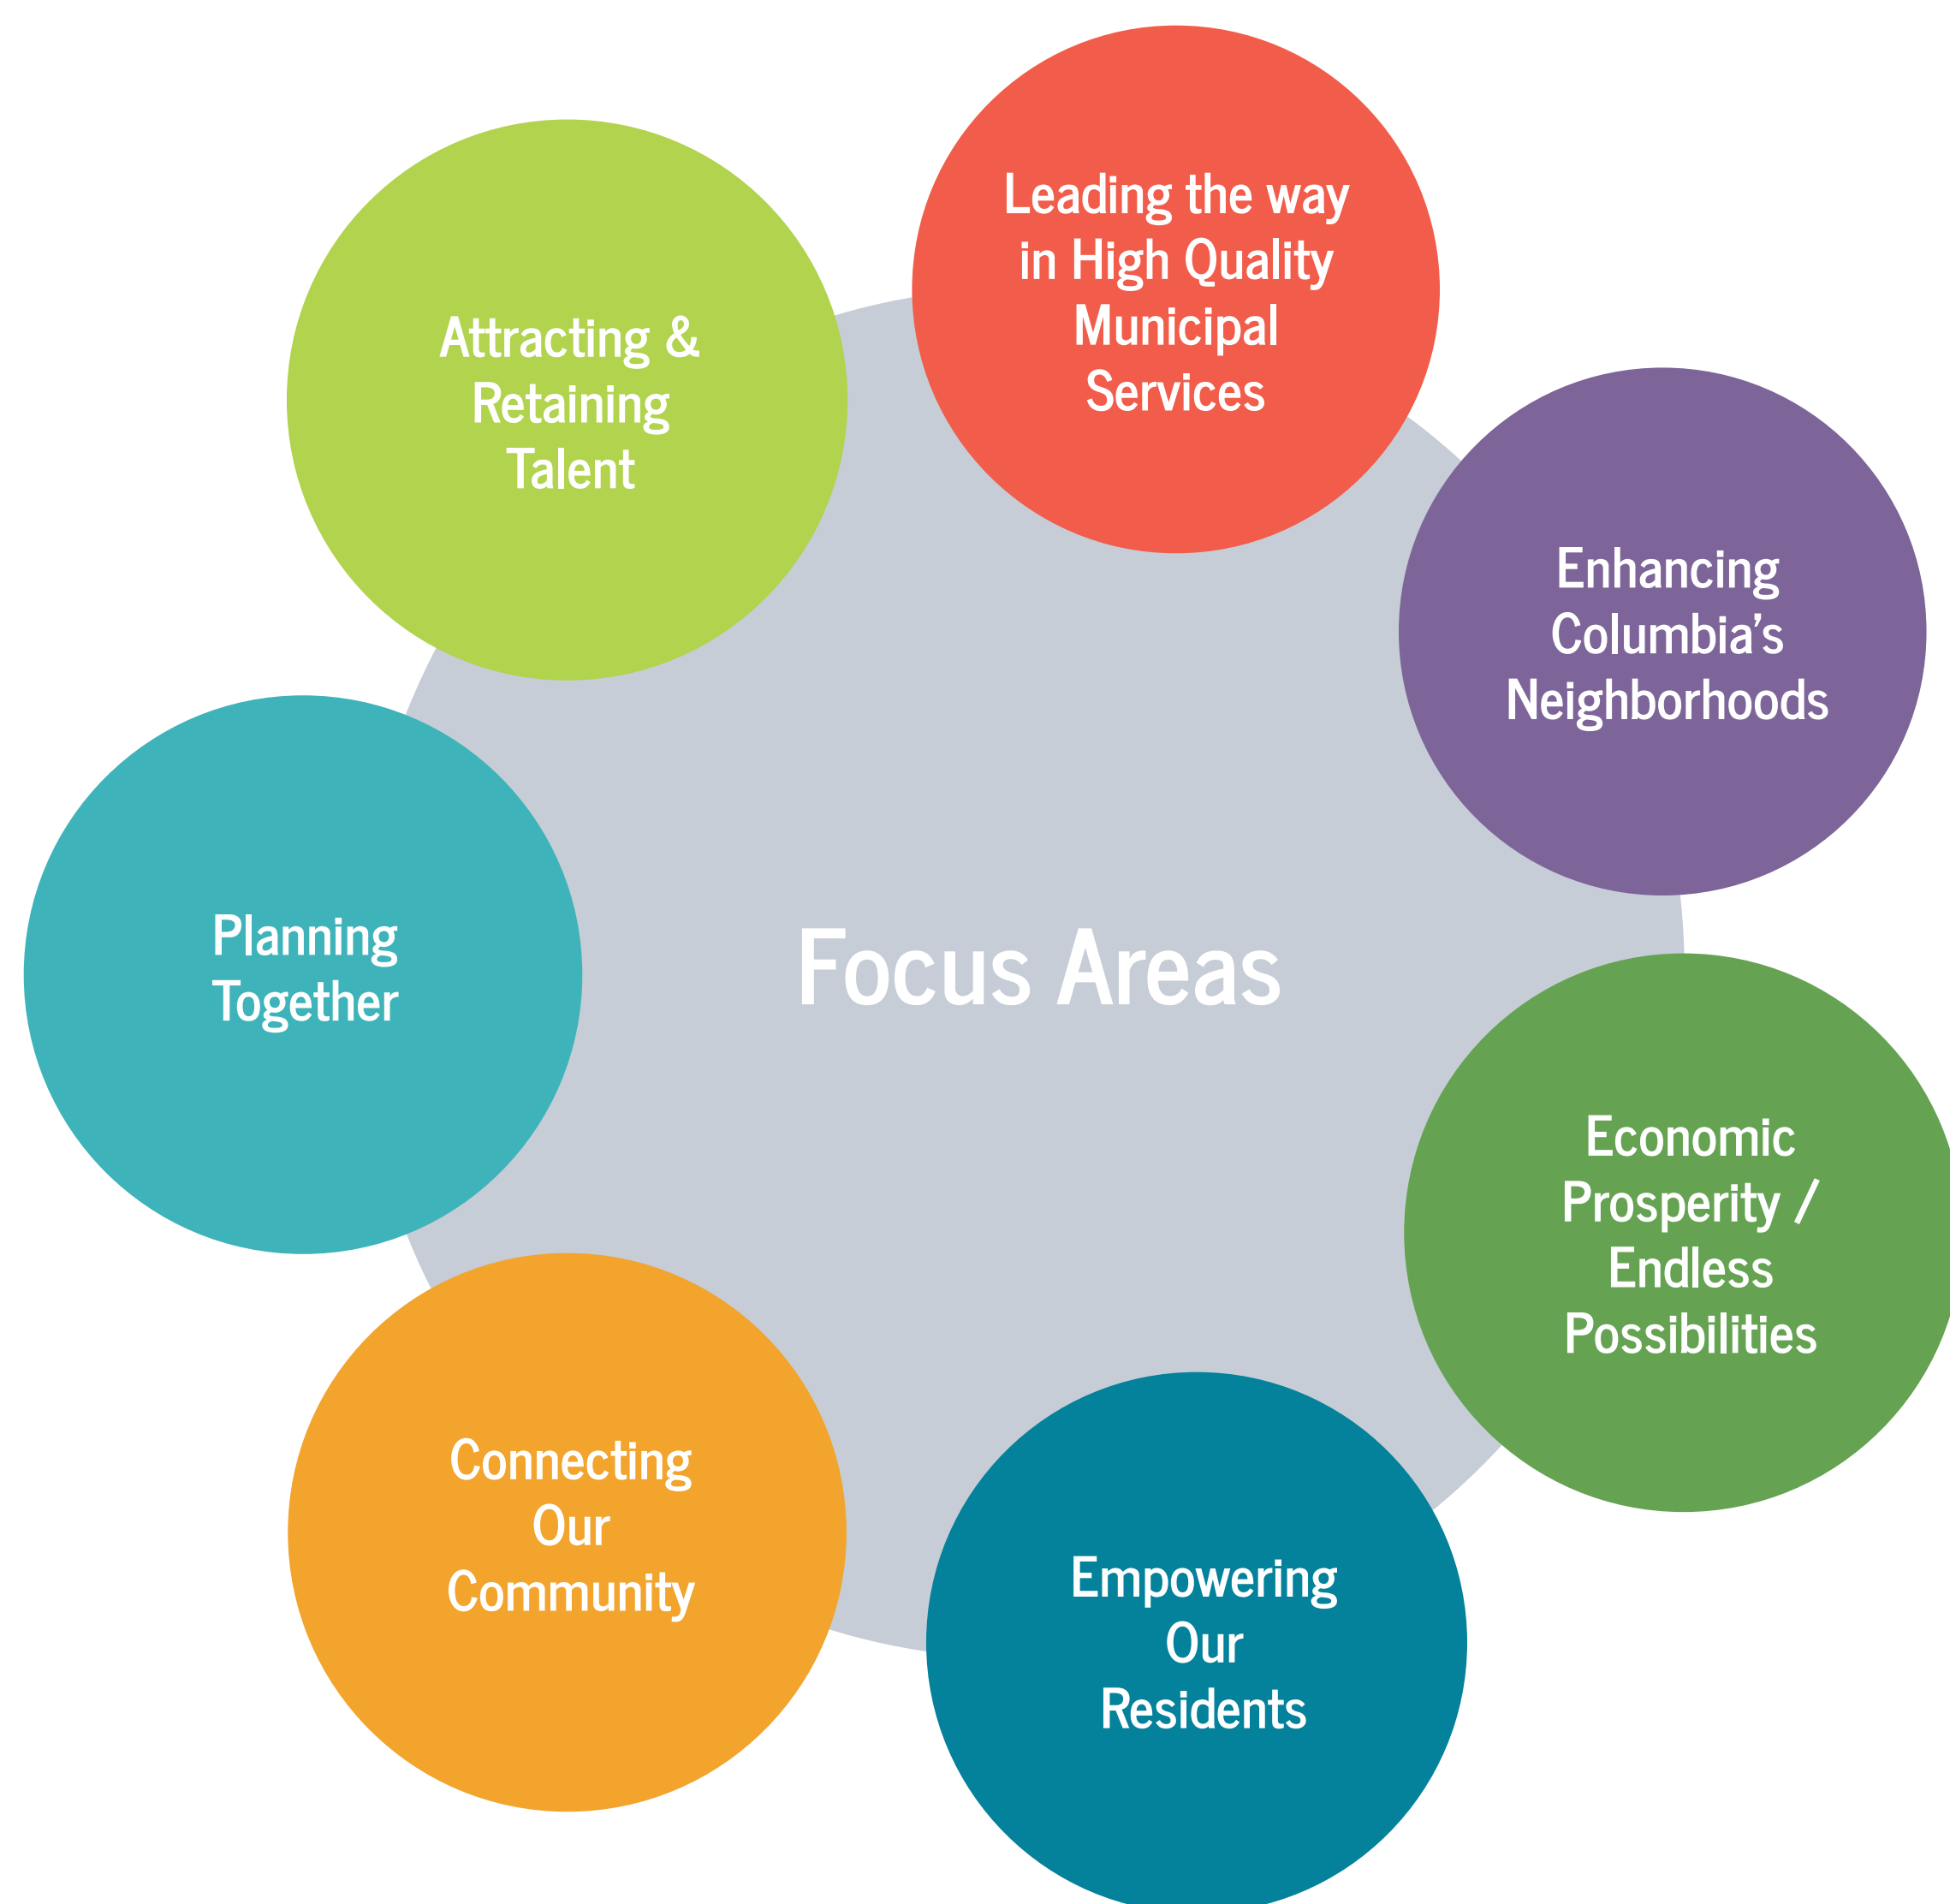 Leading the way
in High Quality
Municipal
Services
Attracting &
Retaining
Talent
Enhancing
Columbia's
Neighborhoods
Planning
Together
Focus Areas
Economic
Prosperity /
Endless
Possibilities
Connecting
Our
Community
Empowering
Our
Residents